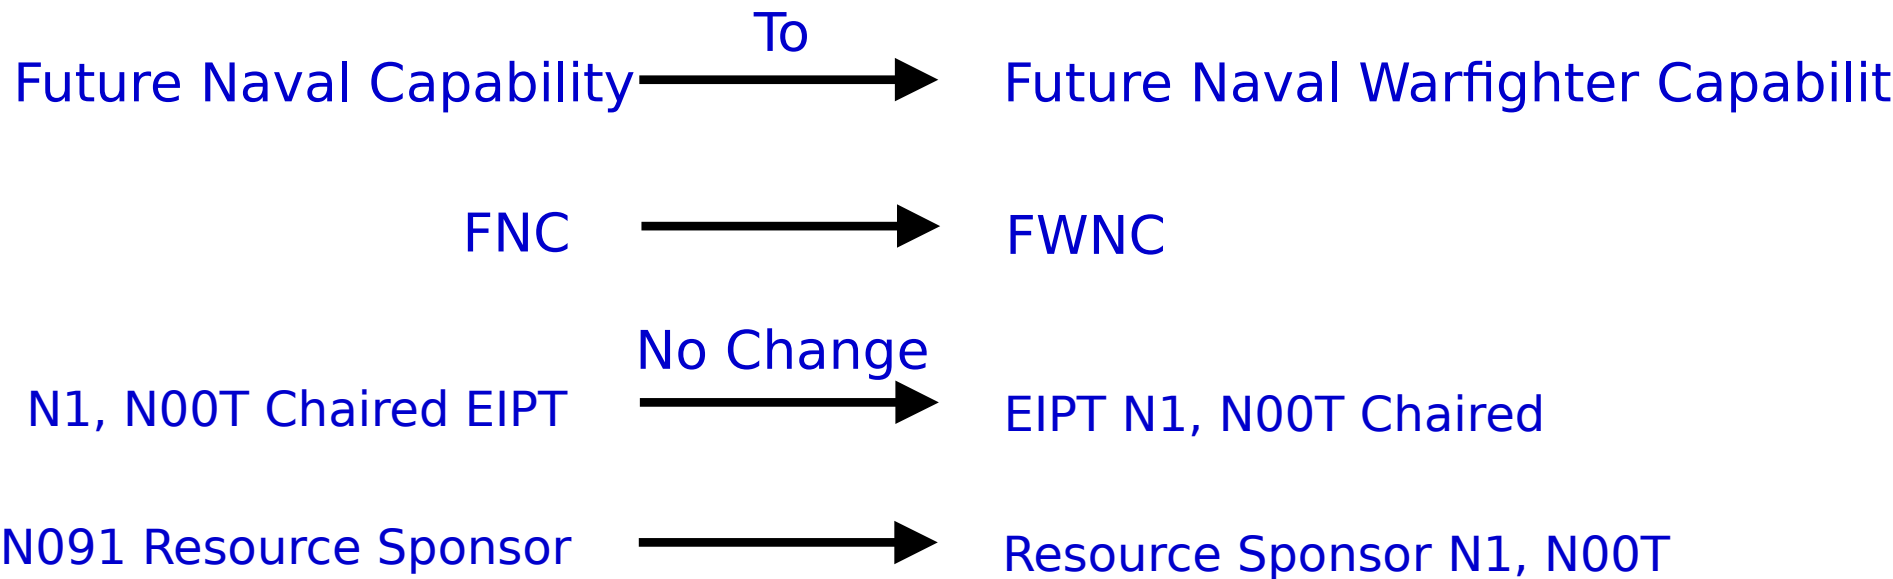 To
Future Naval Capability Future Naval Warfighter Capabilit
FNC FWNC
No Change
N1, N00T Chaired EIPT EIPT N1, N00T Chaired
N091 Resource Sponsor Resource Sponsor N1, N00T